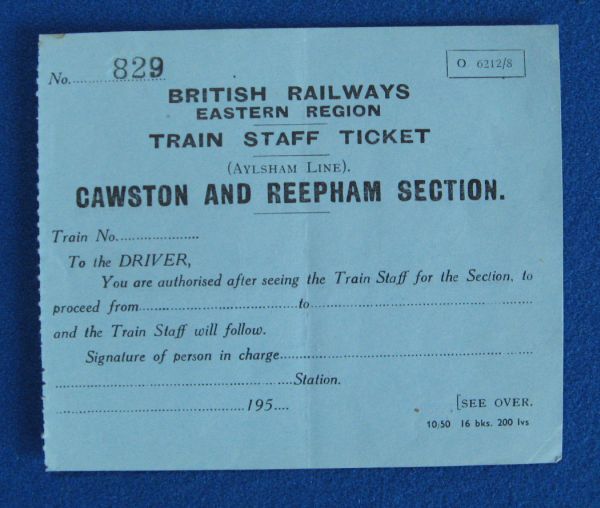 No. 829
O 6212/8
BRITISH RAILWAYS
EASTERN REGION
TRAIN STAFF TICKET
(AYLSHAM LINE).
CAWSTON AND REEPHAM SECTION.
Train No.....................
To the DRIVER,
You are authorised after seeing the Train Staff for the Section, to
proceed from........................................to........................................................
and the Train Staff will follow.
Signature of person in charge................................................................
............................................................Station.
................................................195....
[SEE OVER.
10/50 16 bks. 200 lvs